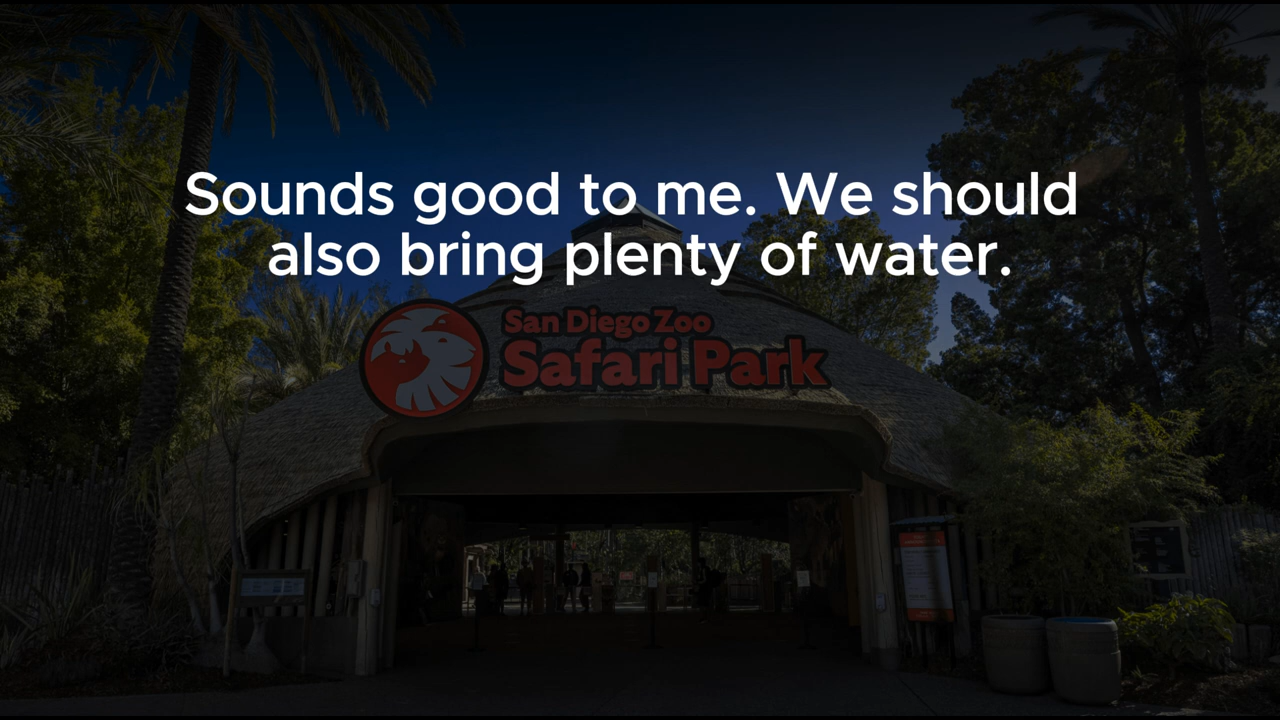 Sounds good to me. We should
also bring plenty of water.
San Diego Zoo
Safari Park